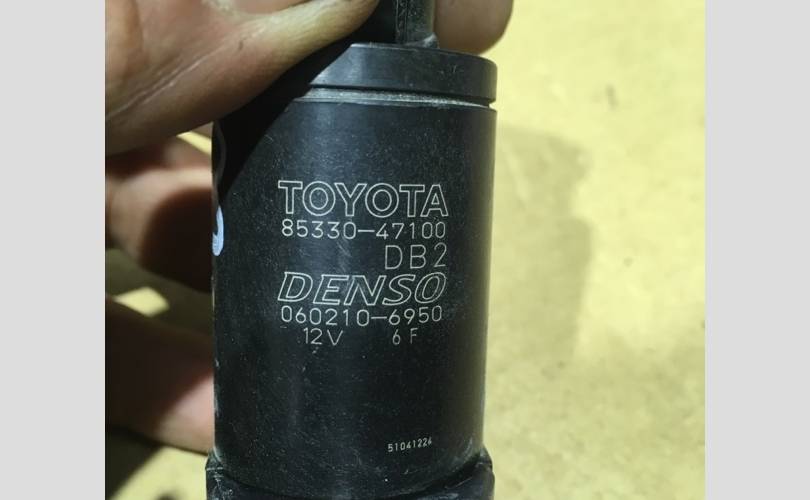 TOYOTA
85330-47100
DB2
DENSO
060210-6950
12V 6F
51041224